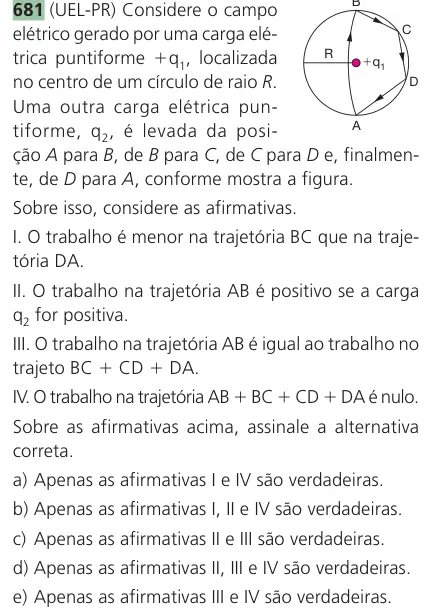 681 (UEL-PR) Considere o campo
elétrico gerado por uma carga elé-
trica puntiforme +q₁, localizada
no centro de um círculo de raio R.
Uma outra carga elétrica pun-
tiforme, q₂, é levada da posi-
ção A para B, de B para C, de C para D e, finalmen-
te, de D para A, conforme mostra a figura.
B
C
R
+q₁
D
A
Sobre isso, considere as afirmativas.
I. O trabalho é menor na trajetória BC que na traje-
tória DA.
II. O trabalho na trajetória AB é positivo se a carga
q₂ for positiva.
III. O trabalho na trajetória AB é igual ao trabalho no
trajeto BC + CD + DA.
IV. O trabalho na trajetória AB + BC + CD + DA é nulo.
Sobre as afirmativas acima, assinale a alternativa
correta.
a) Apenas as afirmativas I e IV são verdadeiras.
b) Apenas as afirmativas I, II e IV são verdadeiras.
c) Apenas as afirmativas II e III são verdadeiras.
d) Apenas as afirmativas II, III e IV são verdadeiras.
e) Apenas as afirmativas III e IV são verdadeiras.